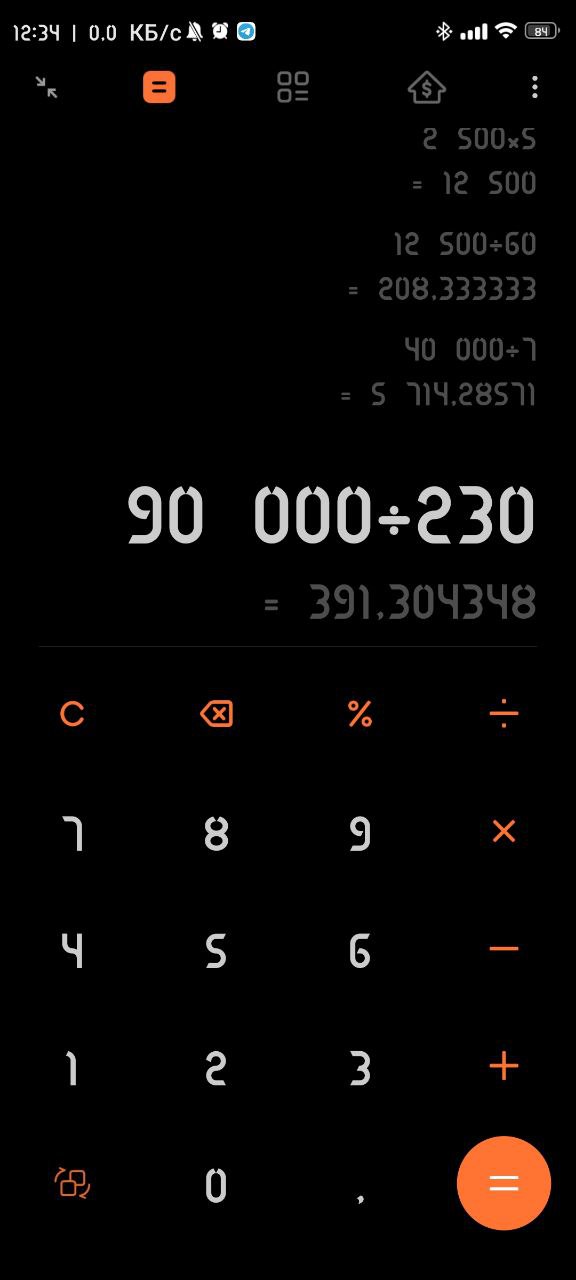 12:34 | 0,0 КБ/с 84
2 500×5
= 12 500
12 500÷60
= 208,333333
40 000÷7
= 5 714,28571
90 000÷230
= 391,304348
C % ÷
7 8 9 ×
4 5 6 −
1 2 3 +
0 , =